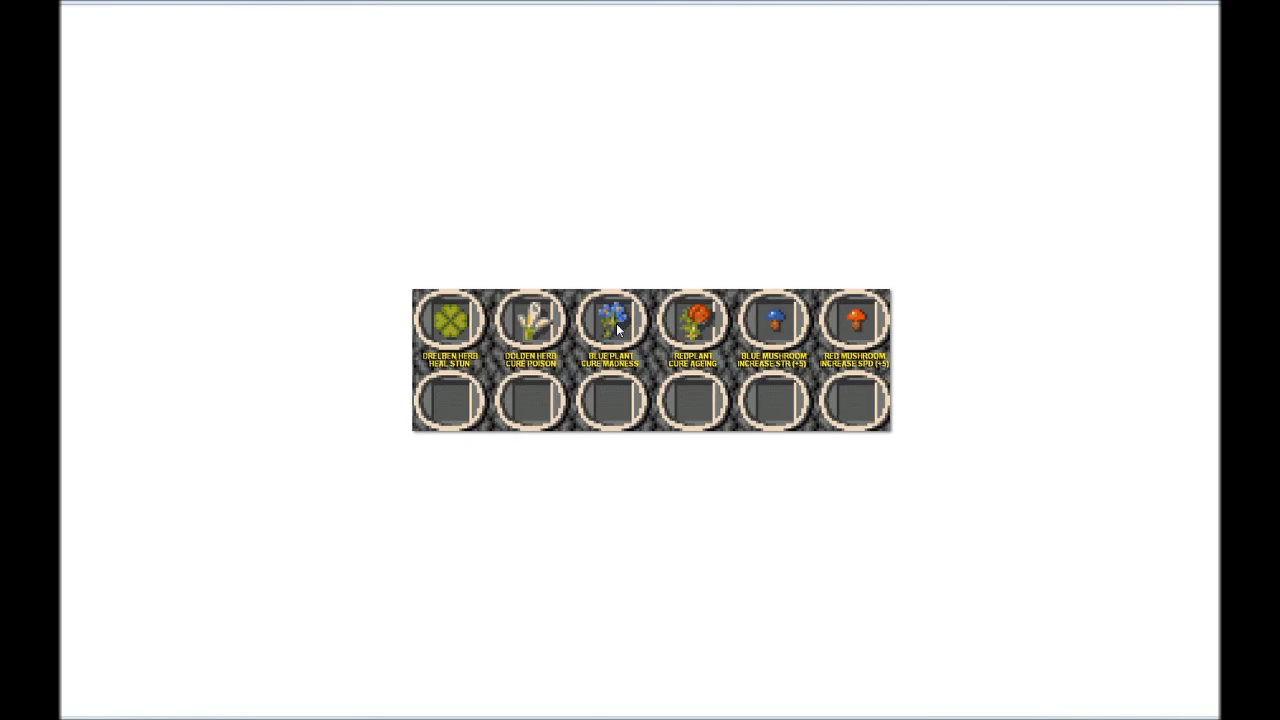 DRELBEN HERB
HEAL STUN
DOLDEN HERB
CURE POISON
BLUE PLANT
CURE MADNESS
REDPLANT
CURE AGEING
BLUE MUSHROOM
INCREASE STR (+5)
RED MUSHROOM
INCREASE SPD (+5)